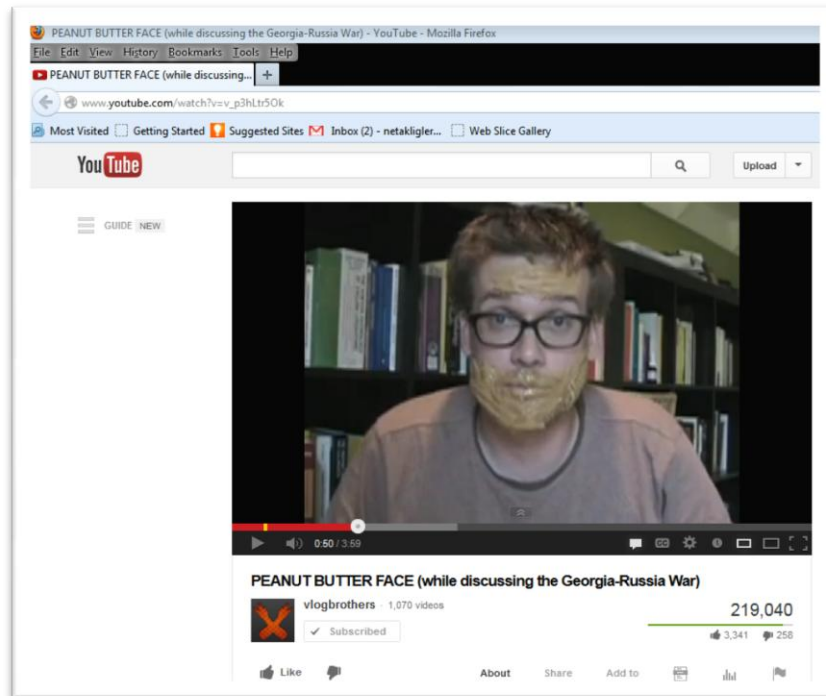 PEANUT BUTTER FACE (while discussing the Georgia-Russia War) - YouTube - Mozilla Firefox
File Edit View History Bookmarks Tools Help
PEANUT BUTTER FACE (while discussing... +
www.youtube.com/watch?v=v_p3hLtr5Ok
Most Visited Getting Started Suggested Sites Inbox (2) - netakligler... Web Slice Gallery
YouTube Upload
GUIDE NEW
0:50 / 3:59 CC
PEANUT BUTTER FACE (while discussing the Georgia-Russia War)
vlogbrothers · 1,070 videos
219,040
Subscribed
3,341 258
Like About Share Add to